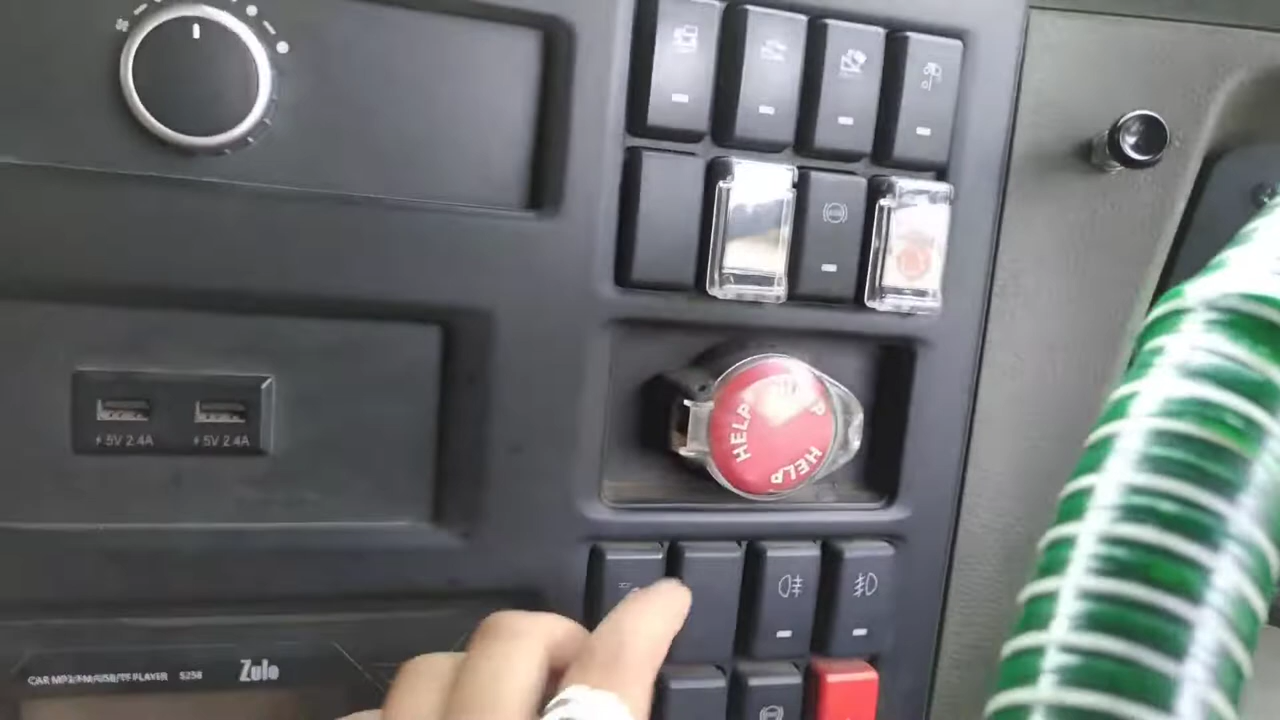 HELP
HELP
⚡5V 2.4A ⚡5V 2.4A
CAR MP3/FM/USB/TF PLAYER 5258 Zulo